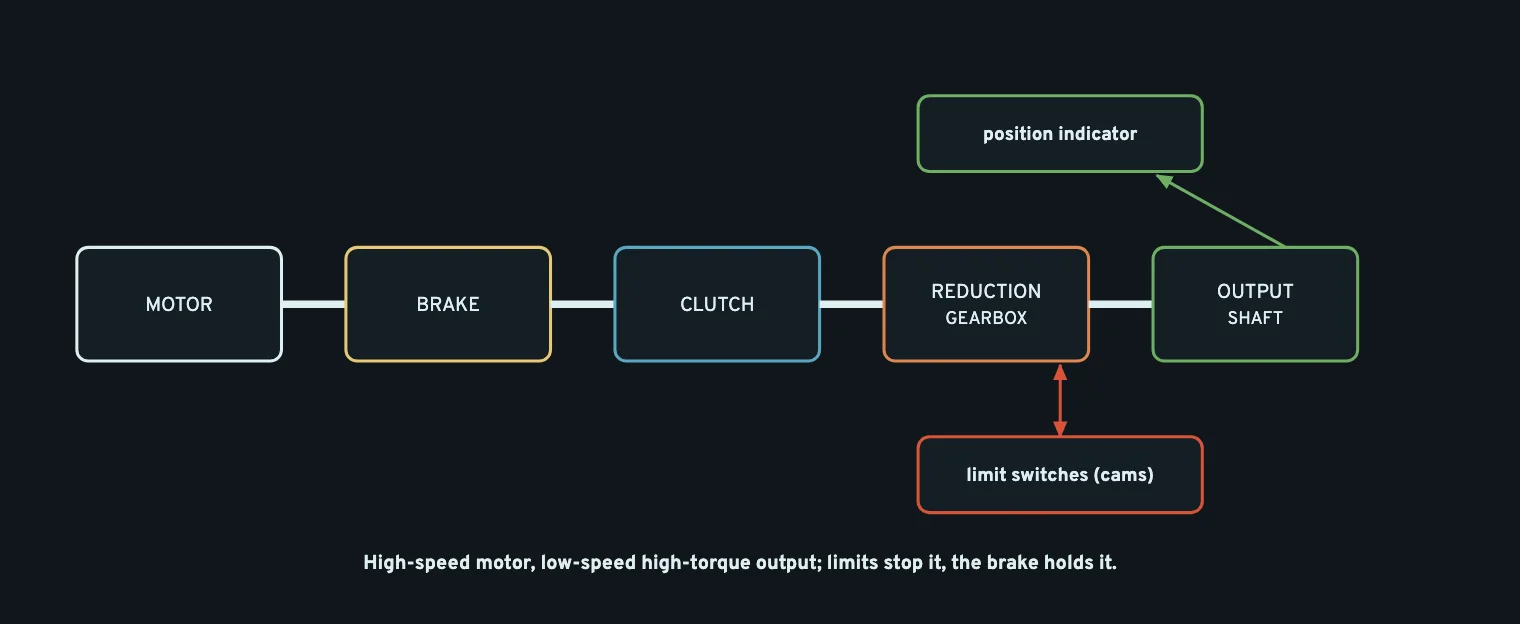 position indicator
MOTOR
BRAKE
CLUTCH
REDUCTION
GEARBOX
OUTPUT
SHAFT
limit switches (cams)
High-speed motor, low-speed high-torque output; limits stop it, the brake holds it.